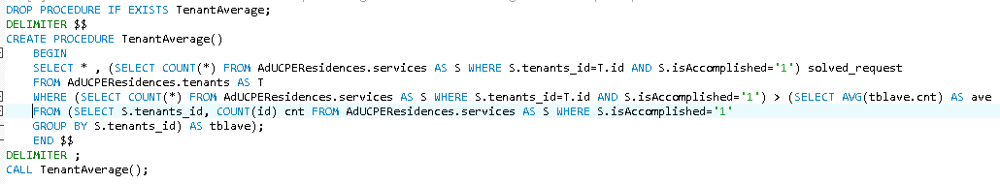 DROP PROCEDURE IF EXISTS TenantAverage;
DELIMITER $$
CREATE PROCEDURE TenantAverage()
BEGIN
SELECT * , (SELECT COUNT(*) FROM AdUCPEResidences.services AS S WHERE S.tenants_id=T.id AND S.isAccomplished='1') solved_request
FROM AdUCPEResidences.tenants AS T
WHERE (SELECT COUNT(*) FROM AdUCPEResidences.services AS S WHERE S.tenants_id=T.id AND S.isAccomplished='1') > (SELECT AVG(tblave.cnt) AS ave
FROM (SELECT S.tenants_id, COUNT(id) cnt FROM AdUCPEResidences.services AS S WHERE S.isAccomplished='1'
GROUP BY S.tenants_id) AS tblave);
END $$
DELIMITER ;
CALL TenantAverage();